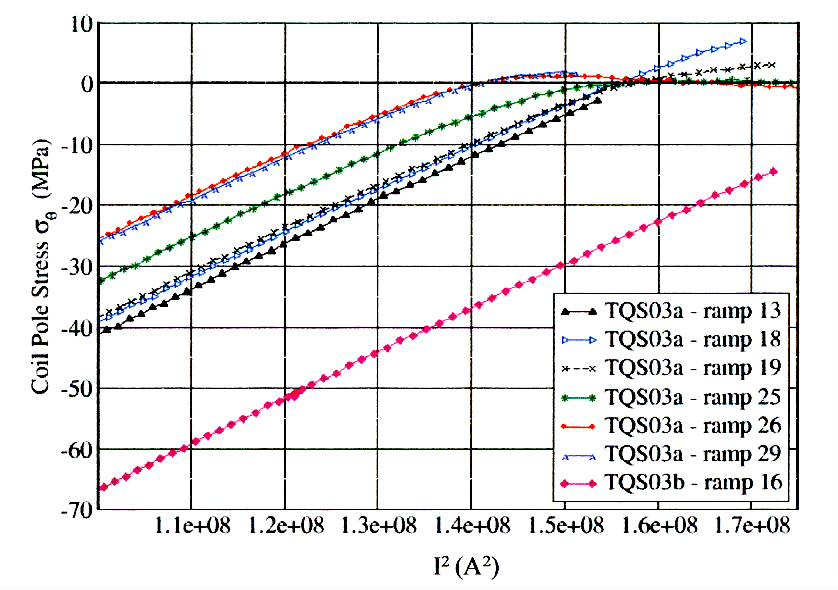 10
0
-10
-20
-30
-40
-50
-60
-70
Coil Pole Stress σθ (MPa)
TQS03a - ramp 13
TQS03a - ramp 18
TQS03a - ramp 19
TQS03a - ramp 25
TQS03a - ramp 26
TQS03a - ramp 29
TQS03b - ramp 16
1.1e+08 1.2e+08 1.3e+08 1.4e+08 1.5e+08 1.6e+08 1.7e+08
I² (A²)